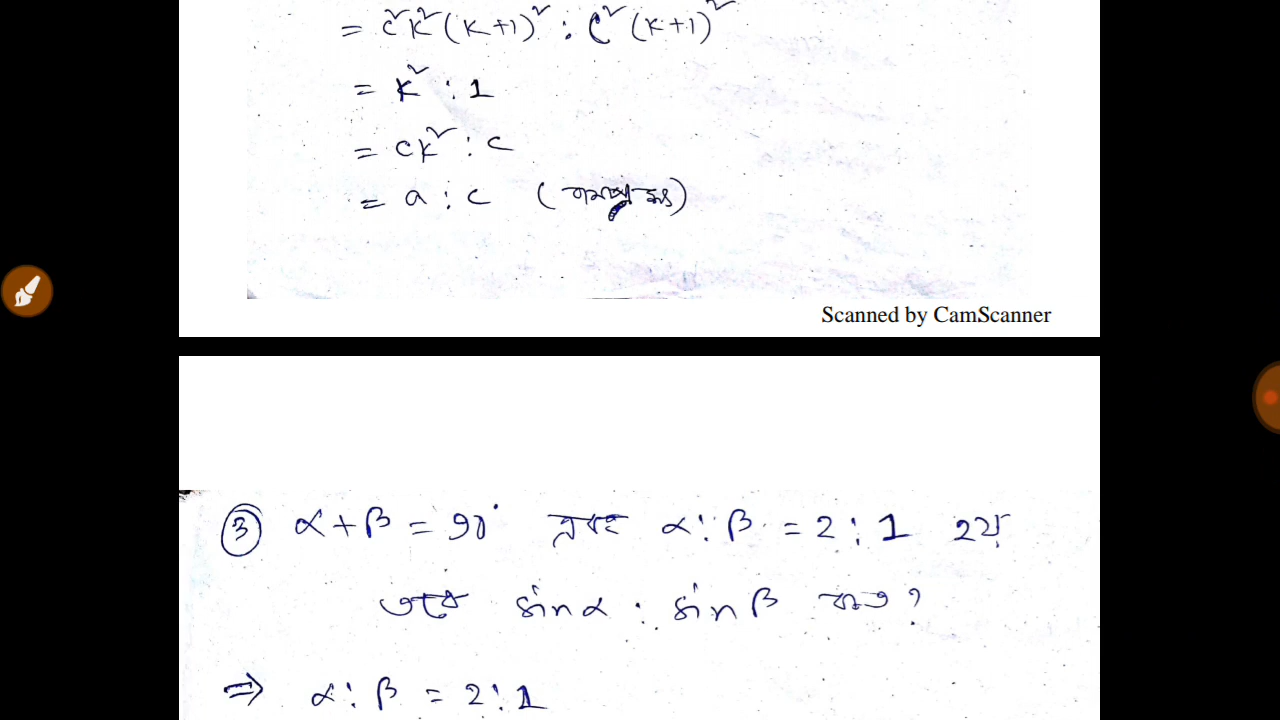 = c²k²(k+1)² : c²(k+1)²
= k² : 1
= ck² : c
= a : c
Scanned by CamScanner
③ α+β = 90° এবং α : β = 2 : 1 হয়
তবে sinα : sinβ কত ?
⇒ α : β = 2 : 1